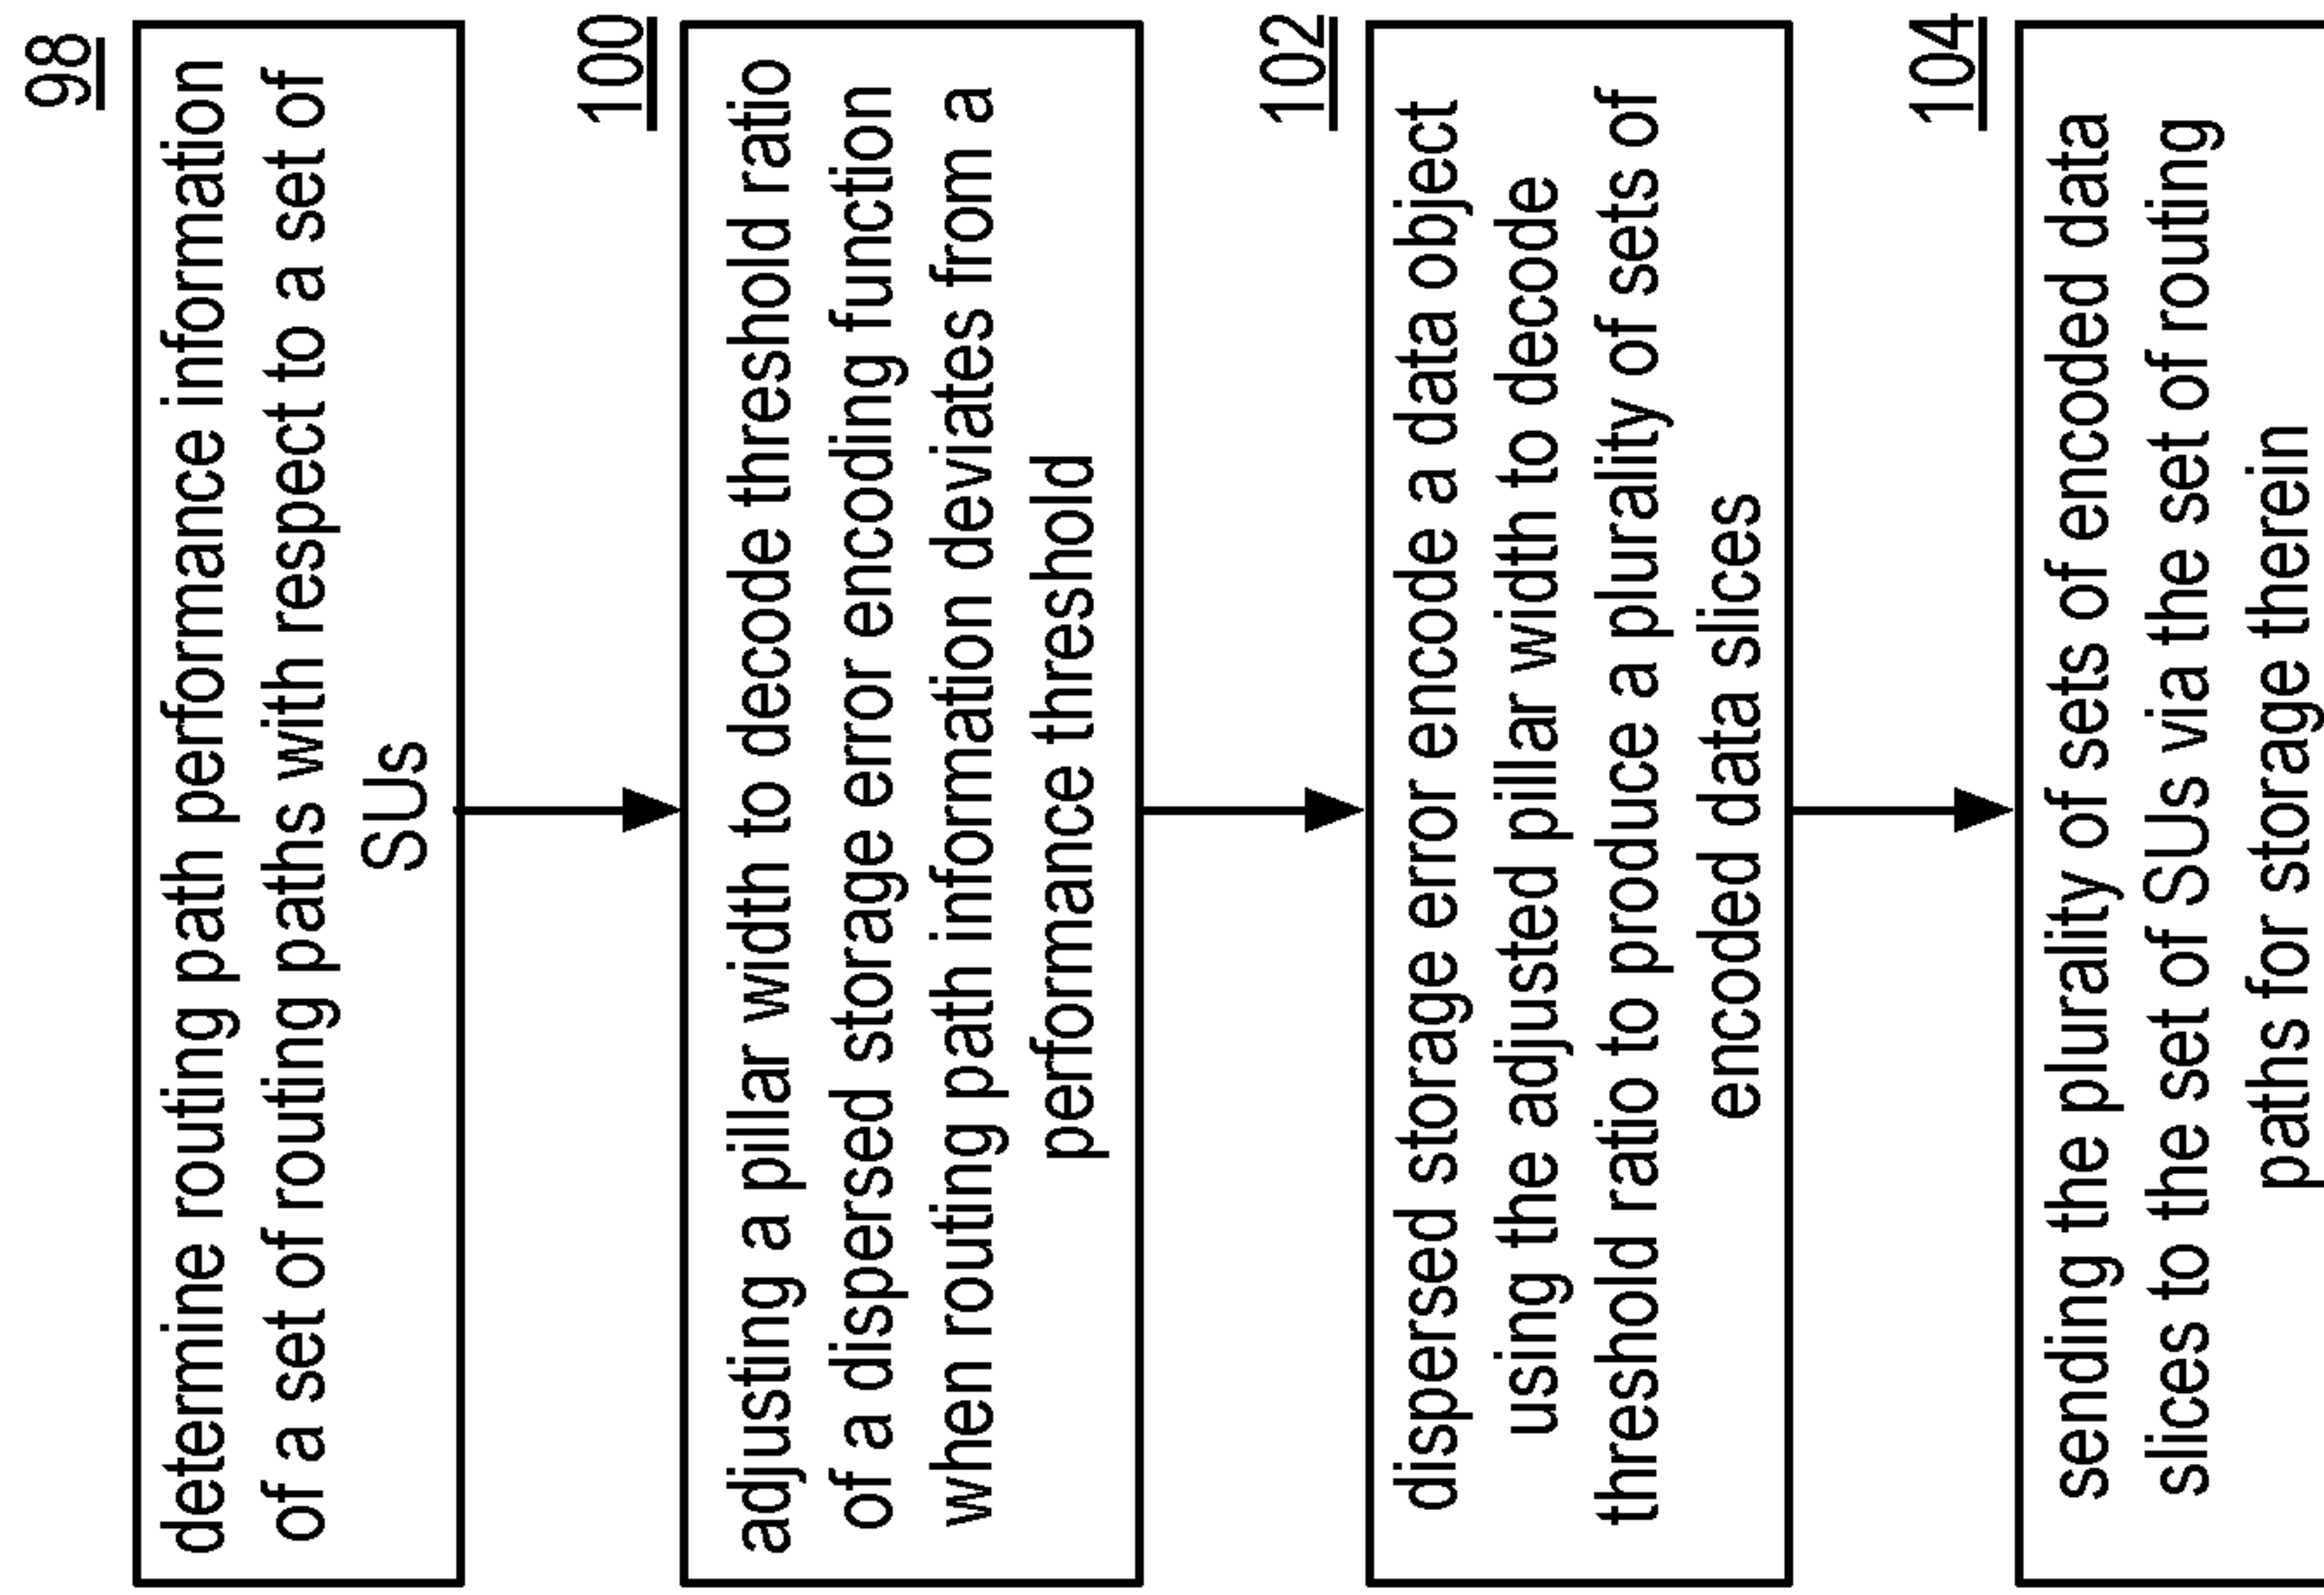 98
determine routing path performance information
of a set of routing paths with respect to a set of
SUs
100
adjusting a pillar width to decode threshold ratio
of a dispersed storage error encoding function
when routing path information deviates from a
performance threshold
102
dispersed storage error encode a data object
using the adjusted pillar width to decode
threshold ratio to produce a plurality of sets of
encoded data slices
104
sending the plurality of sets of encoded data
slices to the set of SUs via the set of routing
paths for storage therein